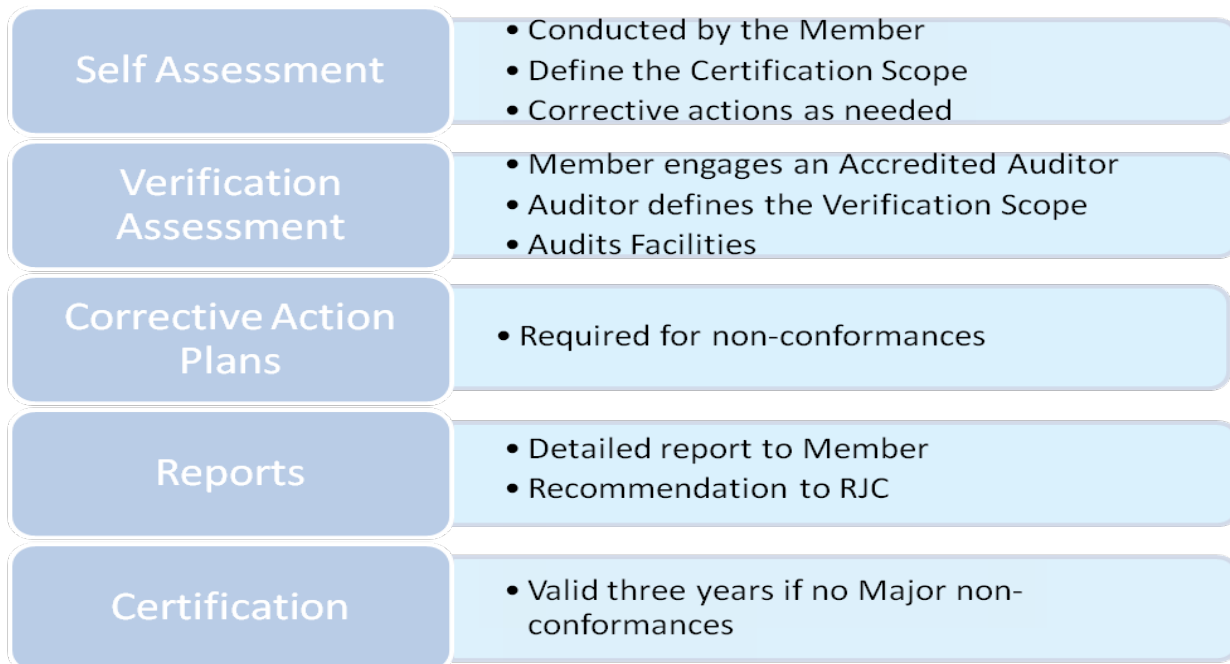 Self Assessment
• Conducted by the Member
• Define the Certification Scope
• Corrective actions as needed
Verification
Assessment
• Member engages an Accredited Auditor
• Auditor defines the Verification Scope
• Audits Facilities
Corrective Action
Plans
• Required for non-conformances
Reports
• Detailed report to Member
• Recommendation to RJC
Certification
• Valid three years if no Major non-
conformances